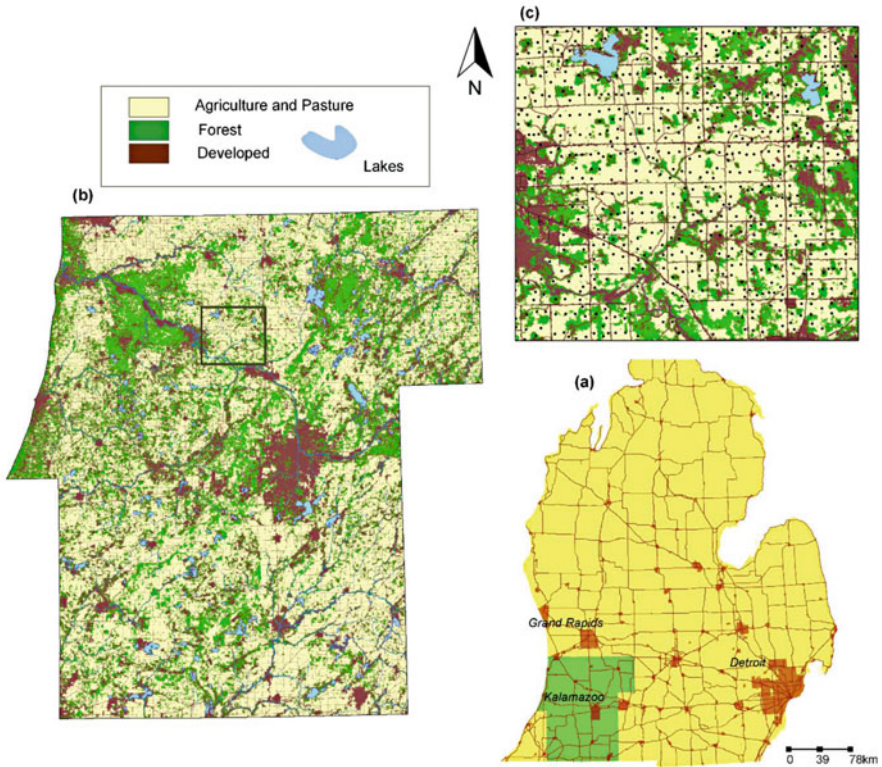 (c)
N
Agriculture and Pasture
Forest
Developed
Lakes
(b)
(a)
Grand Rapids
Detroit
Kalamazoo
0 39 78km